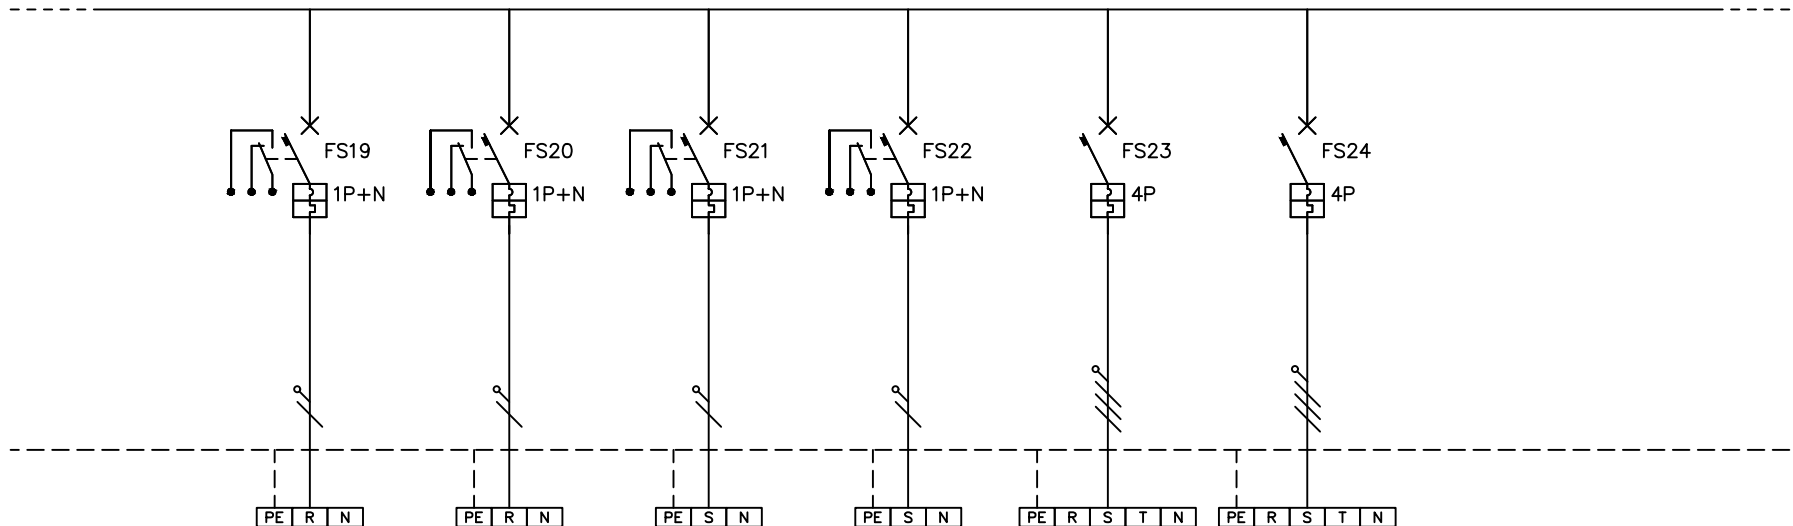 FS19 FS20 FS21 FS22 FS23 FS24
1P+N 1P+N 1P+N 1P+N 4P 4P
PE R N PE R N PE S N PE S N PE R S T N PE R S T N